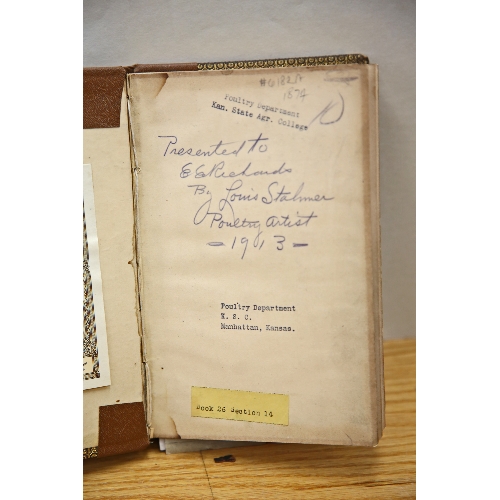 1874
Poultry Department
Kan. State Agr. College
Presented to
E E Richards
By Louis Stahmer
Poultry Artist
- 1913 -
Poultry Department
K. S. C.
Manhattan, Kansas.
Book 26 Section 14